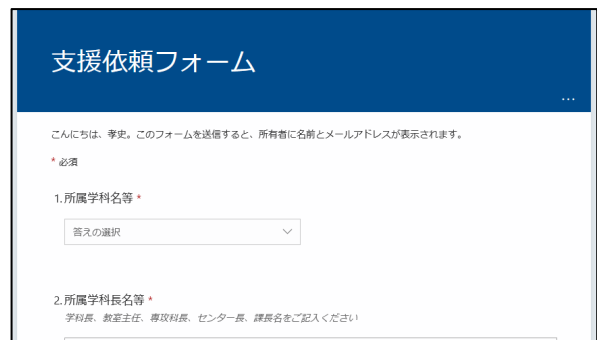 支援依頼フォーム
…
こんにちは、孝史。このフォームを送信すると、所有者に名前とメールアドレスが表示されます。
* 必須
1.所属学科名等 *
答えの選択
2.所属学科長名等 *
学科長、教室主任、専攻科長、センター長、課長名をご記入ください